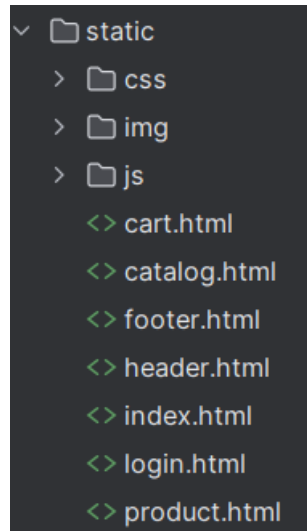 static
css
img
js
cart.html
catalog.html
footer.html
header.html
index.html
login.html
product.html